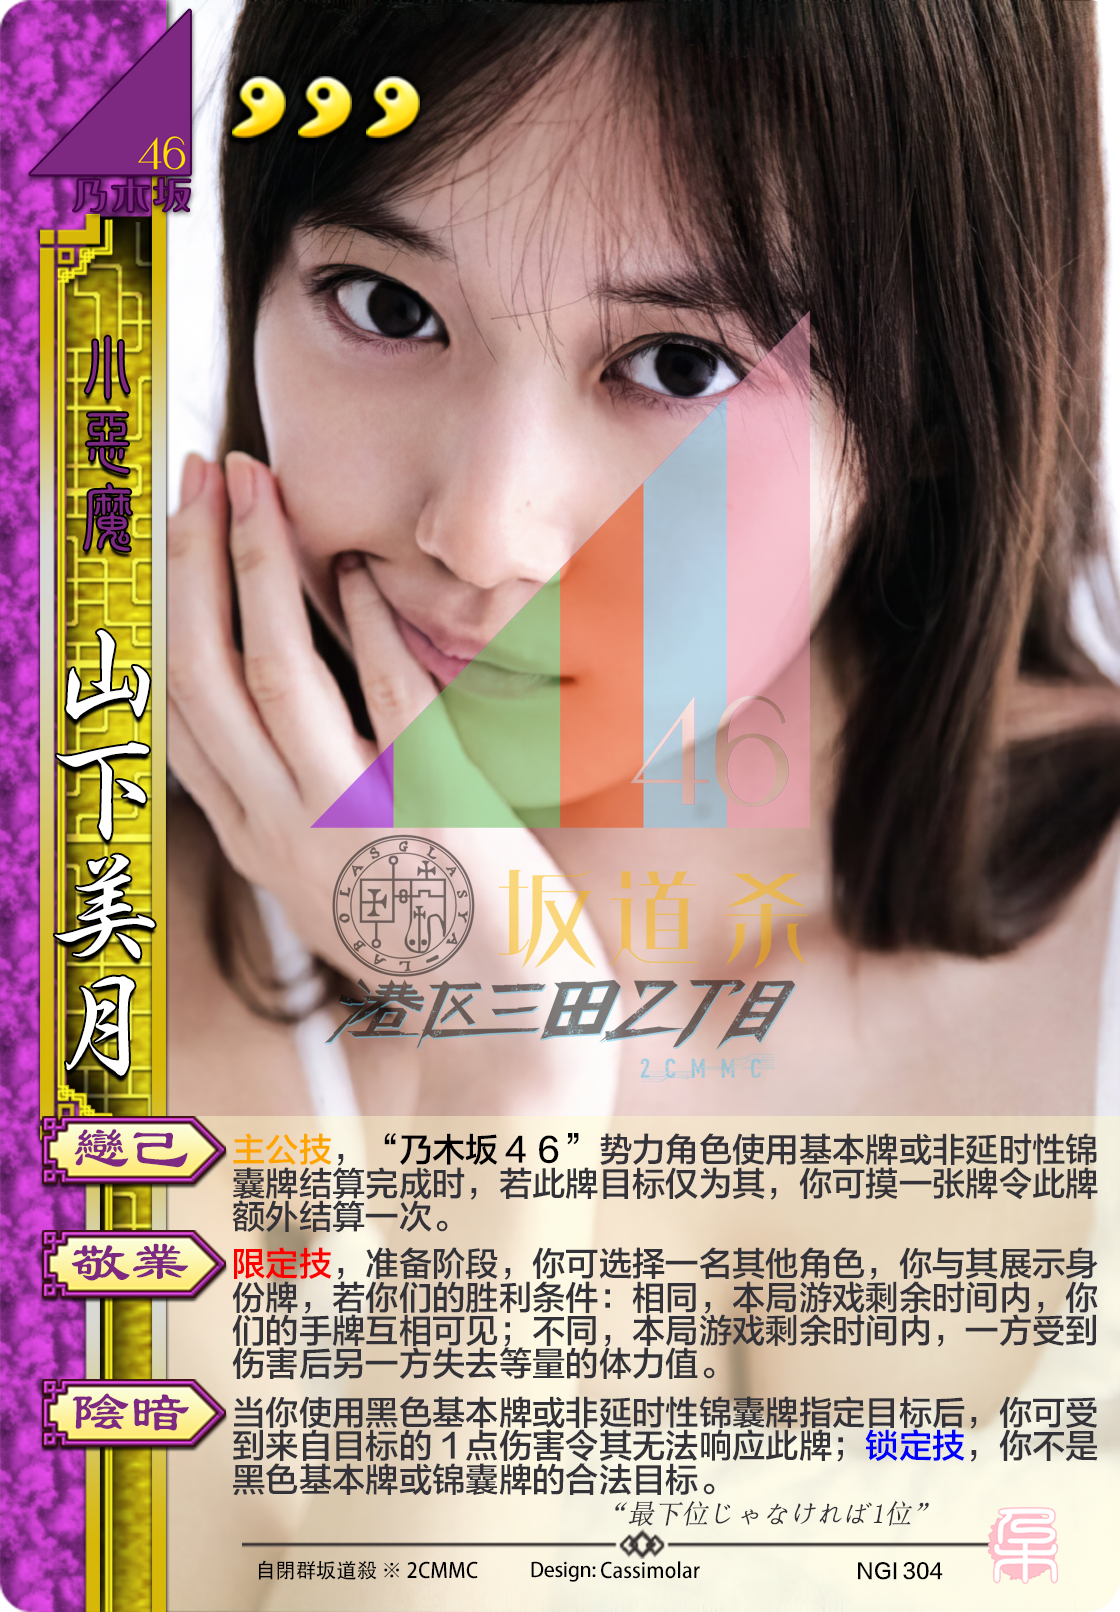 46
乃木坂
小惡魔
山下美月
46
GLASYA-LABOLAS
坂道杀
港区三田乙丁目
2CMMC
戀己
主公技，“乃木坂４６”势力角色使用基本牌或非延时性锦
囊牌结算完成时，若此牌目标仅为其，你可摸一张牌令此牌
额外结算一次。
敬業
限定技，准备阶段，你可选择一名其他角色，你与其展示身
份牌，若你们的胜利条件：相同，本局游戏剩余时间内，你
们的手牌互相可见；不同，本局游戏剩余时间内，一方受到
伤害后另一方失去等量的体力值。
陰暗
当你使用黑色基本牌或非延时性锦囊牌指定目标后，你可受
到来自目标的１点伤害令其无法响应此牌；锁定技，你不是
黑色基本牌或锦囊牌的合法目标。
“最下位じゃなければ1位”
自閉群坂道殺 ※ 2CMMC Design: Cassimolar NGI 304